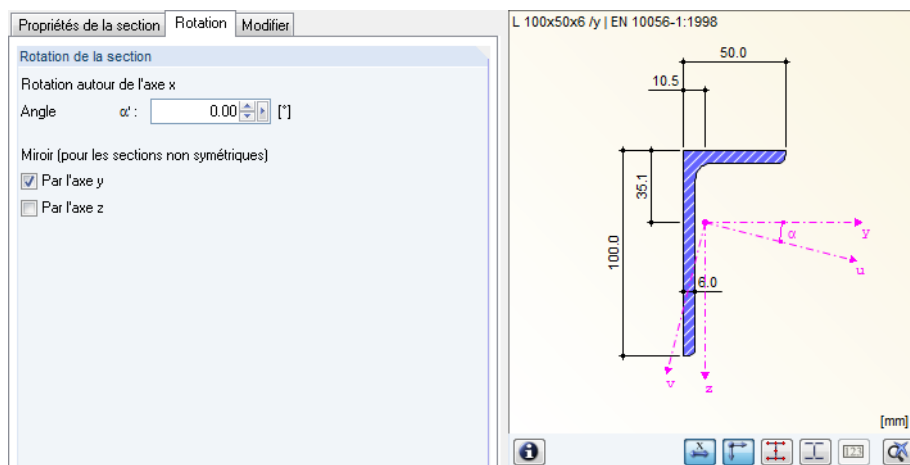 Propriétés de la section Rotation Modifier
Rotation de la section
Rotation autour de l'axe x
Angle α' : 0.00 [°]
Miroir (pour les sections non symétriques)
Par l'axe y
Par l'axe z
L 100x50x6 /y | EN 10056-1:1998
50.0
10.5
35.1
100.0
6.0
y
α
u
v
z
[mm]
x
123